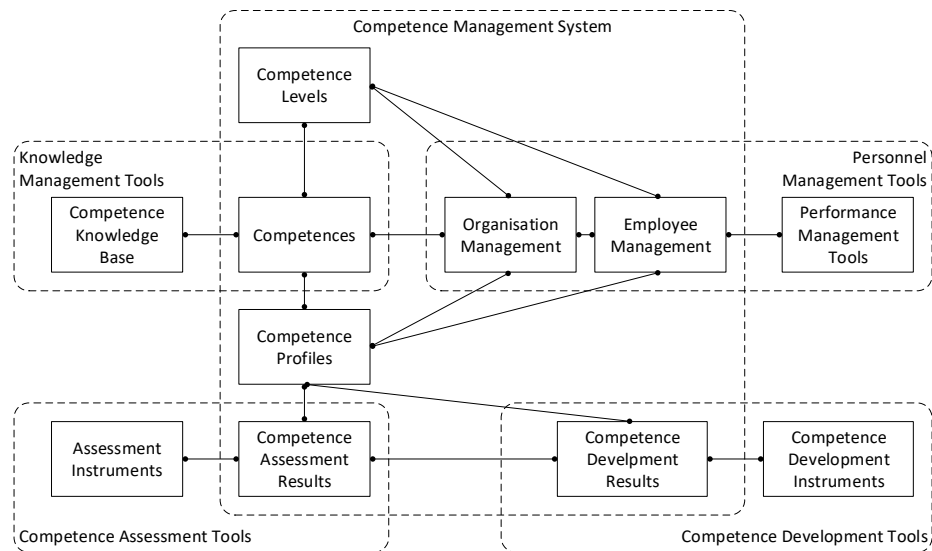 Competence Management System
Competence
Levels
Knowledge
Management Tools
Personnel
Management Tools
Competence
Knowledge
Base
Competences
Organisation
Management
Employee
Management
Performance
Management
Tools
Competence
Profiles
Assessment
Instruments
Competence
Assessment
Results
Competence
Develpment
Results
Competence
Development
Instruments
Competence Assessment Tools
Competence Development Tools